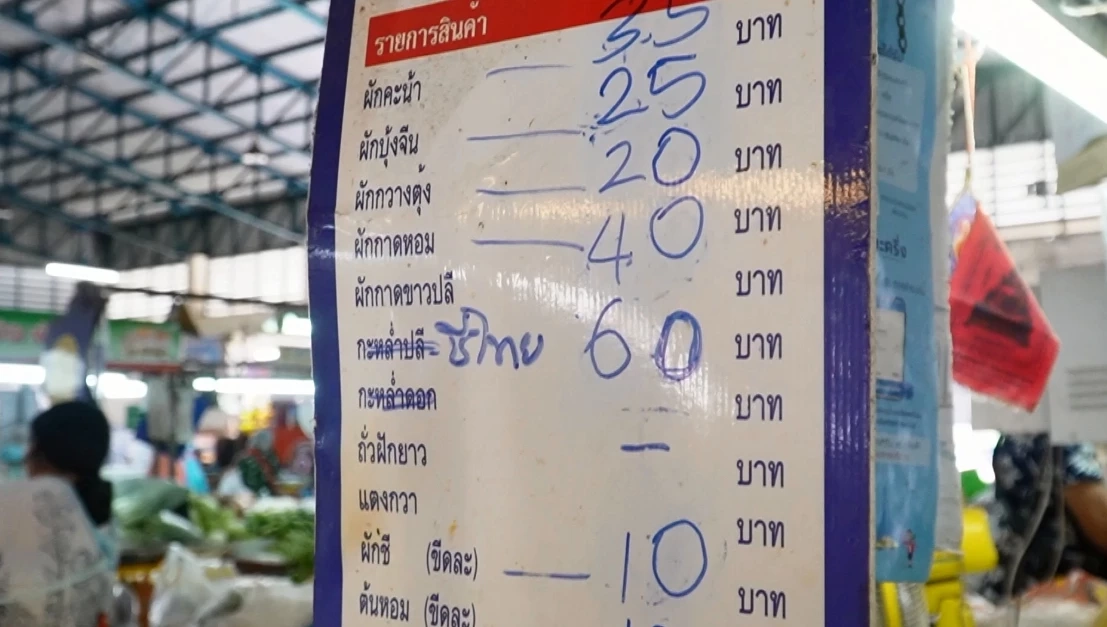 รายการสินค้า
ผักคะน้า — 35 บาท
ผักบุ้งจีน — 25 บาท
ผักกวางตุ้ง — 20 บาท
ผักกาดหอม — 40 บาท
ผักกาดขาวปลี บาท
กะหล่ำปลี ชีไทย 60 บาท
กะหล่ำดอก บาท
ถั่วฝักยาว — บาท
แตงกวา บาท
ผักชี (ขีดละ) — 10 บาท
ต้นหอม (ขีดละ) บาท